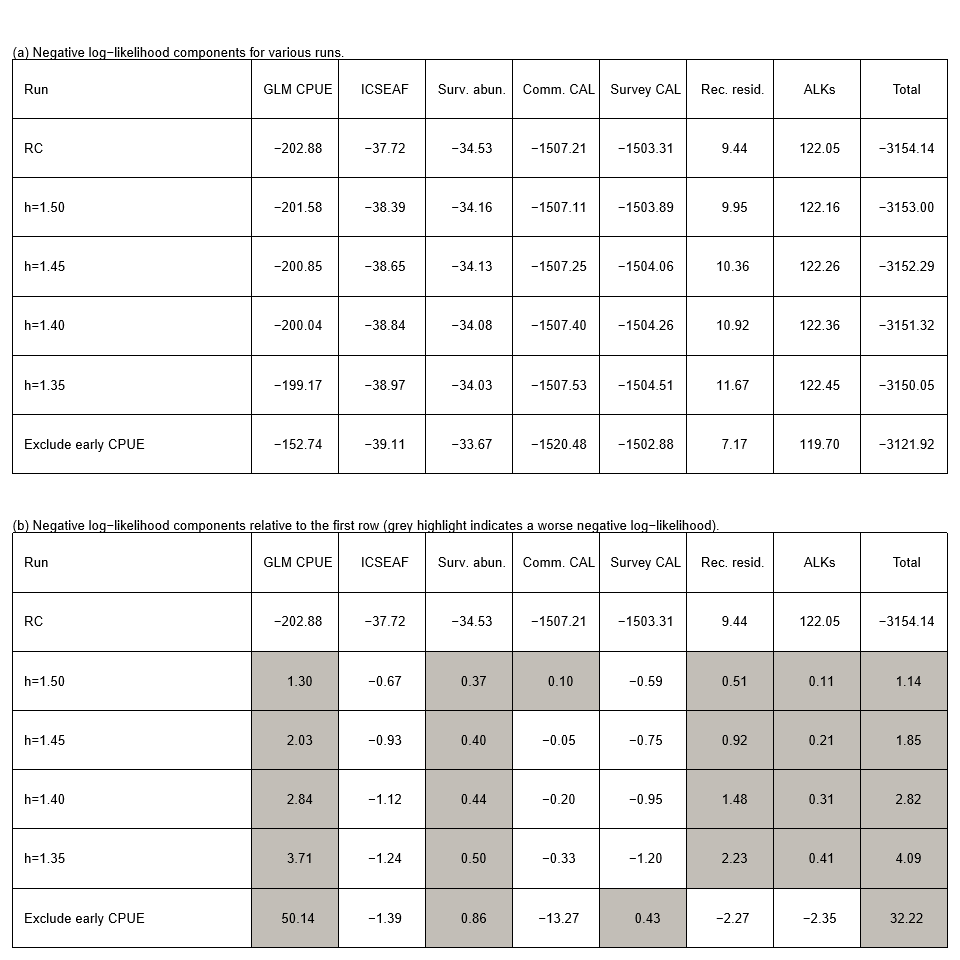 (a) Negative log−likelihood components for various runs.
Run GLM CPUE ICSEAF Surv. abun. Comm. CAL Survey CAL Rec. resid. ALKs Total
RC −202.88 −37.72 −34.53 −1507.21 −1503.31 9.44 122.05 −3154.14
h=1.50 −201.58 −38.39 −34.16 −1507.11 −1503.89 9.95 122.16 −3153.00
h=1.45 −200.85 −38.65 −34.13 −1507.25 −1504.06 10.36 122.26 −3152.29
h=1.40 −200.04 −38.84 −34.08 −1507.40 −1504.26 10.92 122.36 −3151.32
h=1.35 −199.17 −38.97 −34.03 −1507.53 −1504.51 11.67 122.45 −3150.05
Exclude early CPUE −152.74 −39.11 −33.67 −1520.48 −1502.88 7.17 119.70 −3121.92
(b) Negative log−likelihood components relative to the first row (grey highlight indicates a worse negative log−likelihood).
Run GLM CPUE ICSEAF Surv. abun. Comm. CAL Survey CAL Rec. resid. ALKs Total
RC −202.88 −37.72 −34.53 −1507.21 −1503.31 9.44 122.05 −3154.14
h=1.50 1.30 −0.67 0.37 0.10 −0.59 0.51 0.11 1.14
h=1.45 2.03 −0.93 0.40 −0.05 −0.75 0.92 0.21 1.85
h=1.40 2.84 −1.12 0.44 −0.20 −0.95 1.48 0.31 2.82
h=1.35 3.71 −1.24 0.50 −0.33 −1.20 2.23 0.41 4.09
Exclude early CPUE 50.14 −1.39 0.86 −13.27 0.43 −2.27 −2.35 32.22